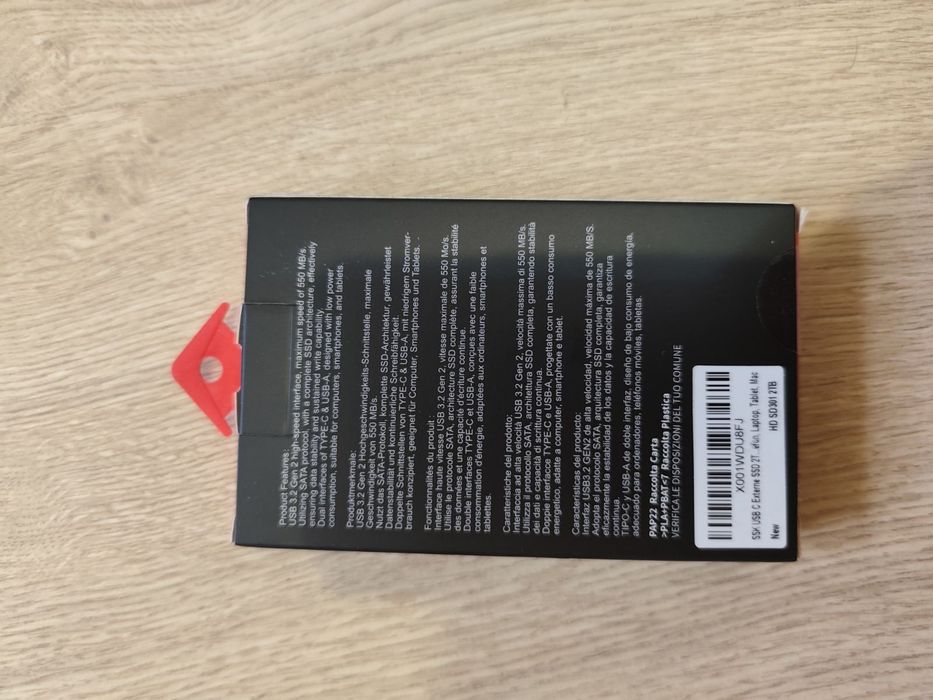 Product Features:
USB 3.2 Gen 2 high-speed interface, maximum speed of 550 MB/s.
Utilizing SATA protocol, with a complete SSD architecture, effectively
ensuring data stability and sustained write capability.
Dual interfaces of TYPE-C & USB-A, designed with low power
consumption, suitable for computers, smartphones, and tablets.
Produktmerkmale:
USB 3.2 Gen 2 Hochgeschwindigkeits-Schnittstelle, maximale
Geschwindigkeit von 550 MB/s.
Nutzt das SATA-Protokoll, komplette SSD-Architektur, gewährleistet
Datenstabilität und kontinuierliche Schreibfähigkeit.
Doppelte Schnittstellen von TYPE-C & USB-A, mit niedrigem Stromver-
brauch konzipiert, geeignet für Computer, Smartphones und Tablets.
Fonctionnalités du produit :
Interface haute vitesse USB 3.2 Gen 2, vitesse maximale de 550 Mo/s.
Utilise le protocole SATA, architecture SSD complète, assurant la stabilité
des données et une capacité d'écriture continue.
Double interfaces TYPE-C et USB-A, conçues avec une faible
consommation d'énergie, adaptées aux ordinateurs, smartphones et
tablettes.
Caratteristiche del prodotto:
Interfaccia ad alta velocità USB 3.2 Gen 2, velocità massima di 550 MB/s.
Utilizza il protocollo SATA, architettura SSD completa, garantendo stabilità
dei dati e capacità di scrittura continua.
Doppie interfacce TYPE-C e USB-A, progettate con un basso consumo
energetico, adatte a computer, smartphone e tablet.
Características del producto:
Interfaz USB3.2 GEN2 de alta velocidad, velocidad máxima de 550 MB/S.
Adopta el protocolo SATA, arquitectura SSD completa, garantiza
eficazmente la estabilidad de los datos y la capacidad de escritura
continua.
TIPO-C y USB-A de doble interfaz, diseño de bajo consumo de energía,
adecuado para ordenadores, teléfonos móviles, tabletas.
PAP22 Raccolta Carta
>PLA+PBAT<7 Raccolta Plastica
VERIFICA LE DISPOSIZIONI DEL TUO COMUNE
X001WDU8FJ
SSK USB C Externe SSD 2T... efun, Laptop, Tablet, Mac
HD SD301 2TB
New